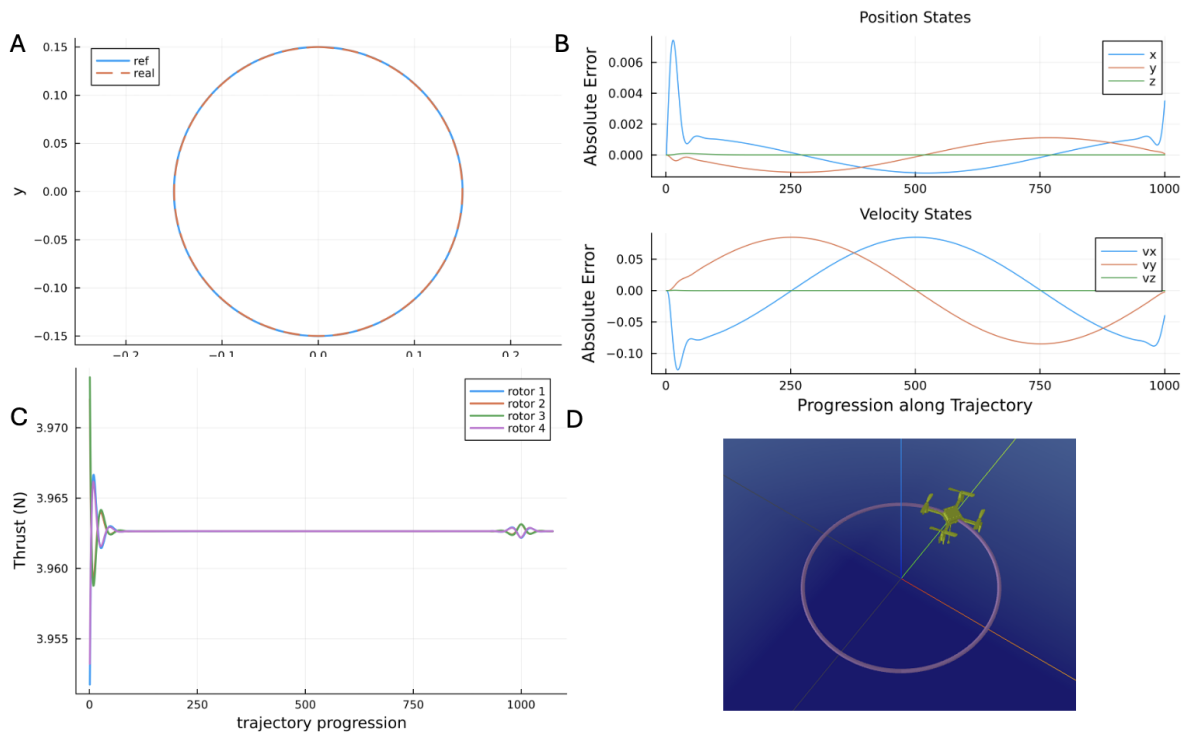 A
0.15
0.10
0.05
0.00
−0.05
−0.10
−0.15
y
ref
real
−0.2
−0.1
0.0
0.1
0.2
B
Position States
Absolute Error
0.006
0.004
0.002
0.000
x
y
z
0
250
500
750
1000
Velocity States
Absolute Error
0.05
0.00
−0.05
−0.10
vx
vy
vz
0
250
500
750
1000
Progression along Trajectory
C
Thrust (N)
3.970
3.965
3.960
3.955
rotor 1
rotor 2
rotor 3
rotor 4
0
250
500
750
1000
trajectory progression
D